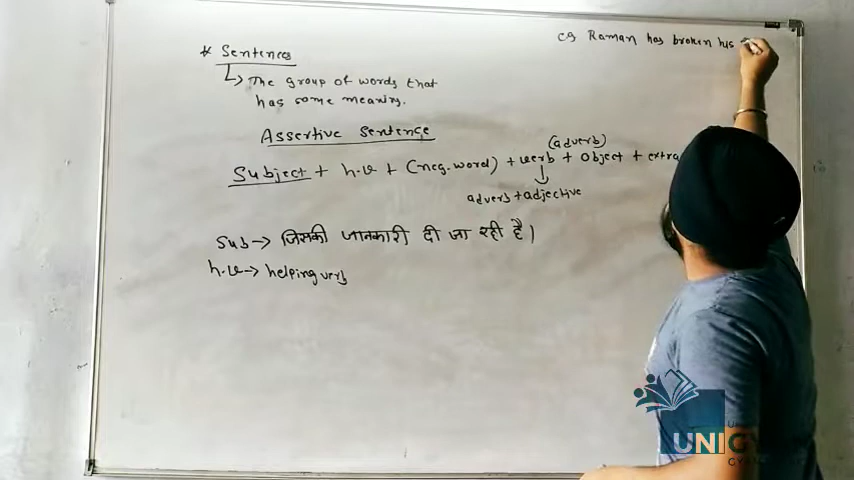 eg Raman has broken his
* Sentences
The group of words that
has some meaning.
Assertive Sentence
(adverb)
Subject + h.v + (neg. word) + verb + object + extra
adverb + adjective
Sub → जिसकी जानकारी दी जा रही है।
h.v → helping verb
UNIGY